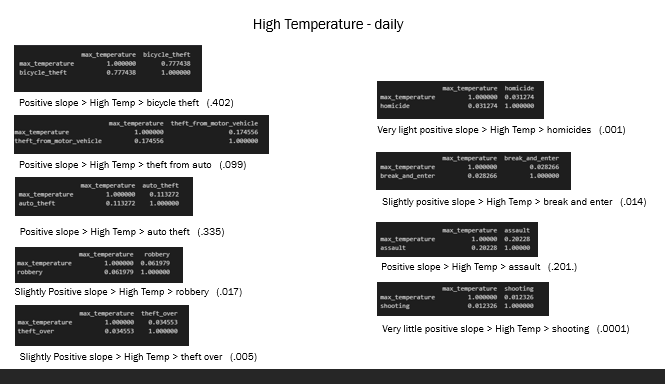 High Temperature - daily
max_temperature bicycle_theft
max_temperature 1.000000 0.777438
bicycle_theft 0.777438 1.000000
Positive slope > High Temp > bicycle theft (.402)
max_temperature theft_from_motor_vehicle
max_temperature 1.000000 0.174556
theft_from_motor_vehicle 0.174556 1.000000
Positive slope > High Temp > theft from auto (.099)
max_temperature auto_theft
max_temperature 1.000000 0.113272
auto_theft 0.113272 1.000000
Positive slope > High Temp > auto theft (.335)
max_temperature robbery
max_temperature 1.000000 0.061979
robbery 0.061979 1.000000
Slightly Positive slope > High Temp > robbery (.017)
max_temperature theft_over
max_temperature 1.000000 0.034553
theft_over 0.034553 1.000000
Slightly Positive slope > High Temp > theft over (.005)
max_temperature homicide
max_temperature 1.000000 0.031274
homicide 0.031274 1.000000
Very light positive slope > High Temp > homicides (.001)
max_temperature break_and_enter
max_temperature 1.000000 0.028266
break_and_enter 0.028266 1.000000
Slightly positive slope > High Temp > break and enter (.014)
max_temperature assault
max_temperature 1.00000 0.20228
assault 0.20228 1.00000
Positive slope > High Temp > assault (.201.)
max_temperature shooting
max_temperature 1.000000 0.012326
shooting 0.012326 1.000000
Very little positive slope > High Temp > shooting (.0001)